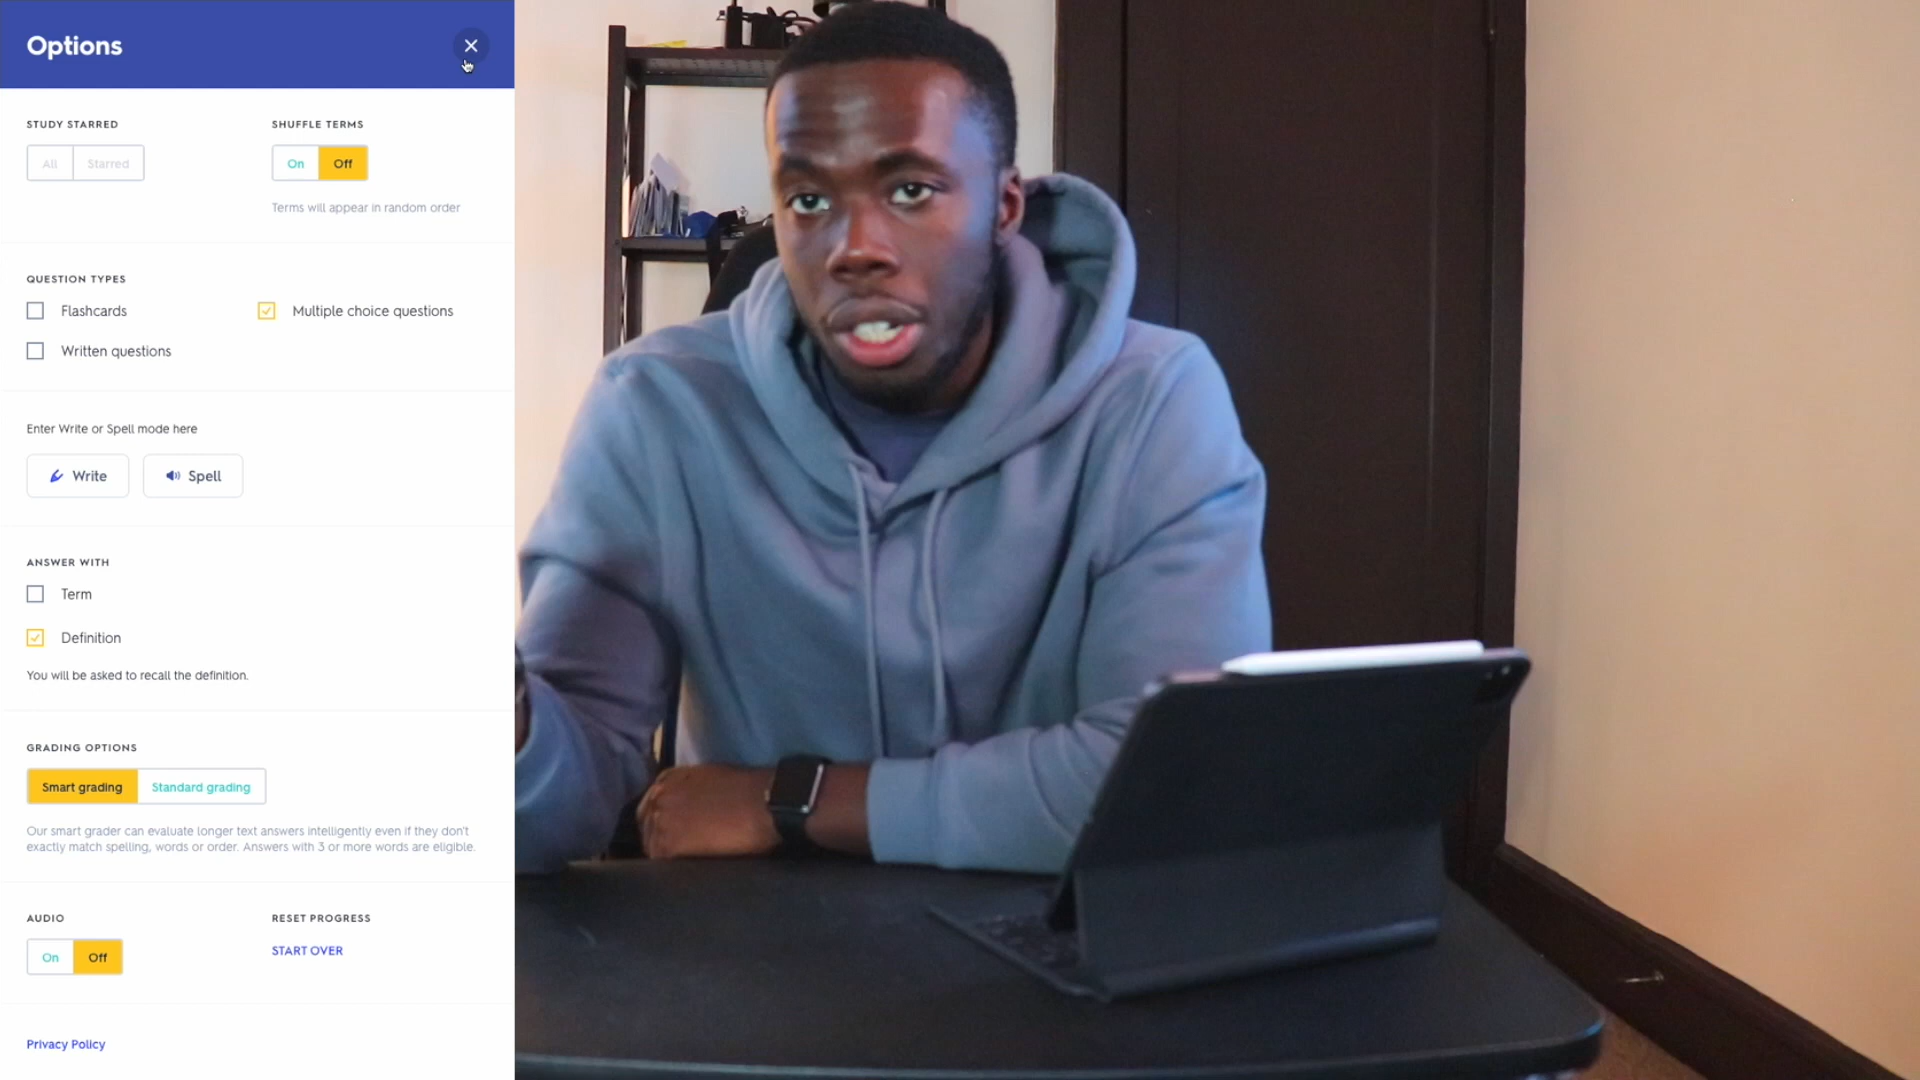 Options
STUDY STARRED
SHUFFLE TERMS
All Starred
On Off
Terms will appear in random order
QUESTION TYPES
Flashcards
Multiple choice questions
Written questions
Enter Write or Spell mode here
Write Spell
ANSWER WITH
Term
Definition
You will be asked to recall the definition.
GRADING OPTIONS
Smart grading Standard grading
Our smart grader can evaluate longer text answers intelligently even if they don't
exactly match spelling, words or order. Answers with 3 or more words are eligible.
AUDIO
RESET PROGRESS
On Off
START OVER
Privacy Policy